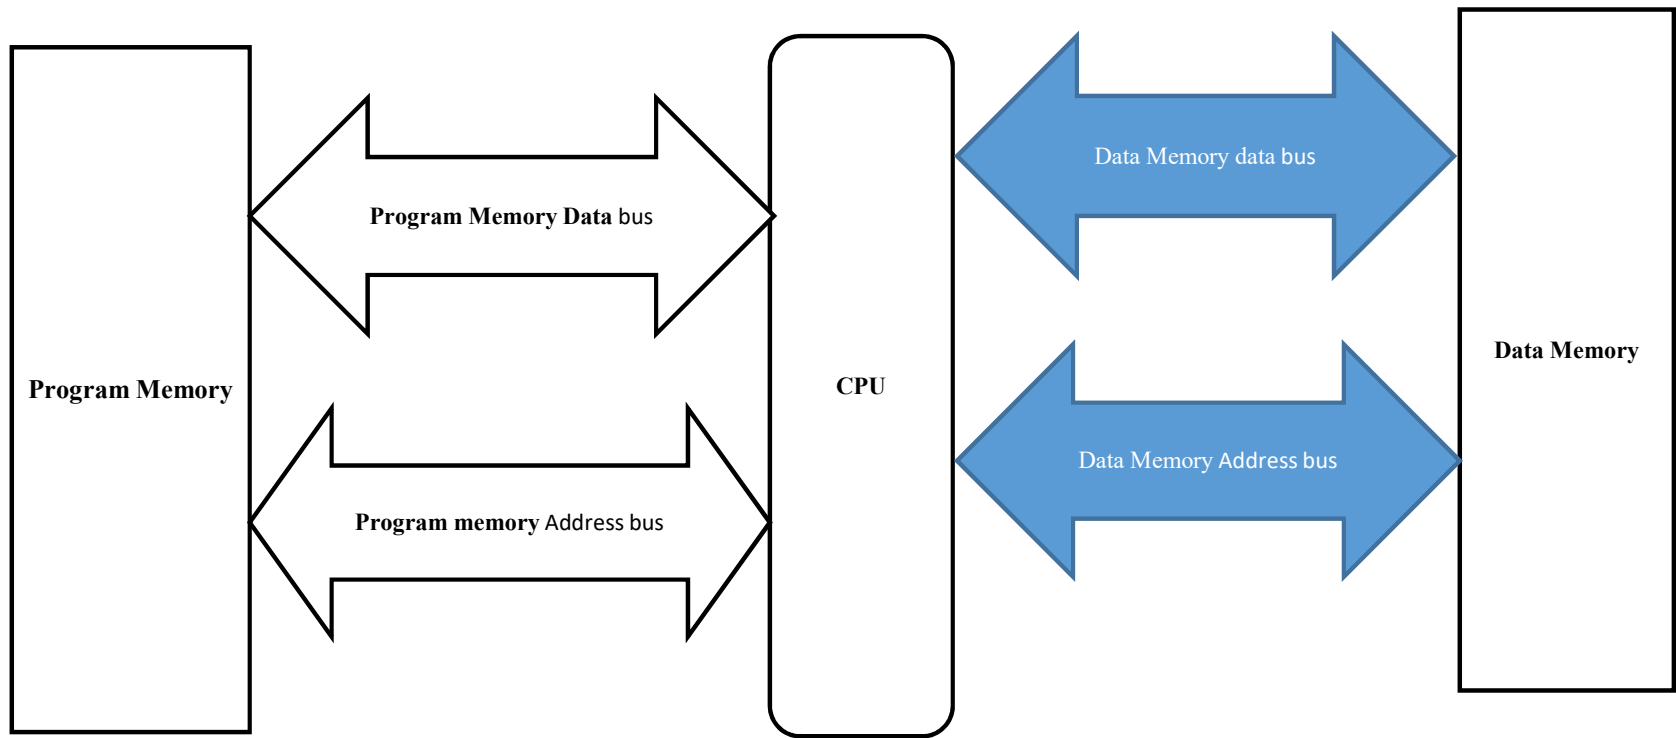 Program Memory
Program Memory Data bus
Program memory Address bus
CPU
Data Memory data bus
Data Memory Address bus
Data Memory